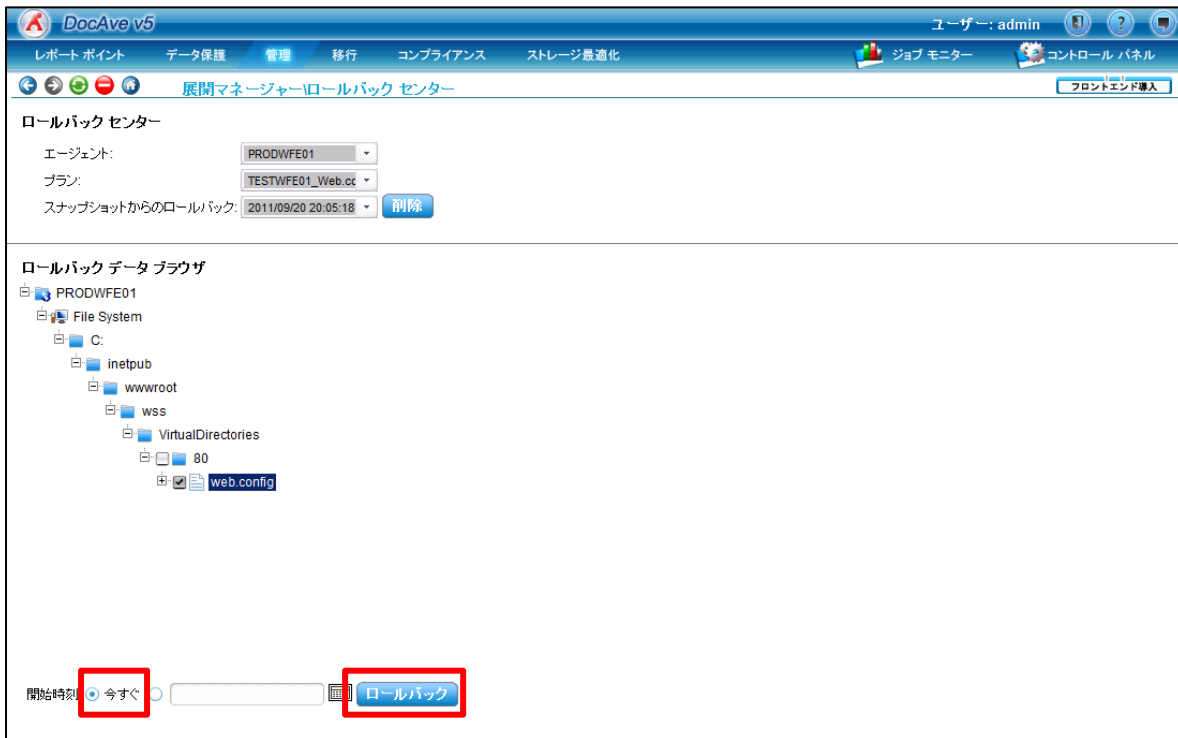 DocAve v5
ユーザー: admin
レポート ポイント データ保護 管理 移行 コンプライアンス ストレージ最適化 ジョブ モニター コントロール パネル
展開マネージャー\ロールバック センター
フロントエンド導入
ロールバック センター
エージェント: PRODWFE01
プラン: TESTWFE01_Web.cc
スナップショットからのロールバック: 2011/09/20 20:05:18 削除
ロールバック データ ブラウザ
PRODWFE01
File System
C:
inetpub
wwwroot
wss
VirtualDirectories
80
web.config
開始時刻 今すぐ ロールバック